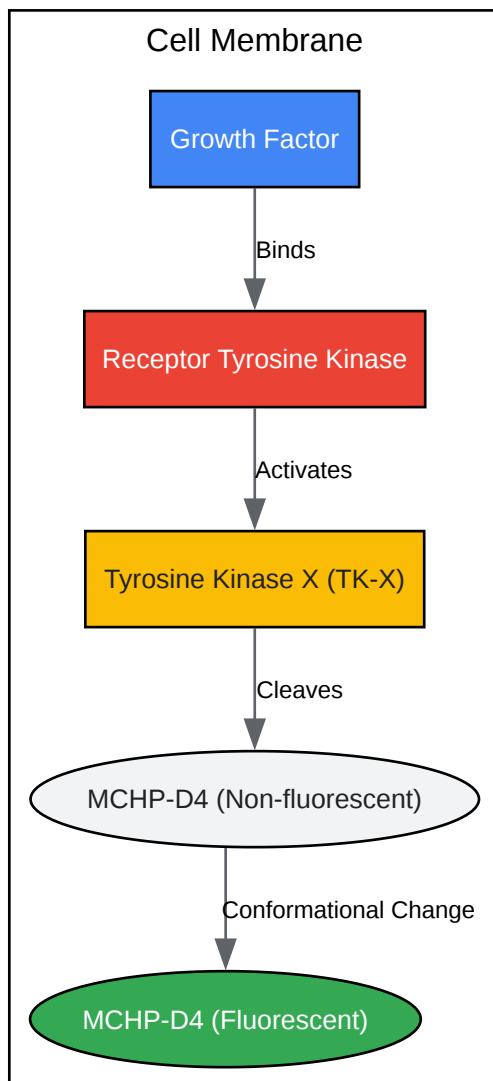 Cell Membrane
Growth Factor
Binds
Receptor Tyrosine Kinase
Activates
Tyrosine Kinase X (TK-X)
Cleaves
MCHP-D4 (Non-fluorescent)
Conformational Change
MCHP-D4 (Fluorescent)